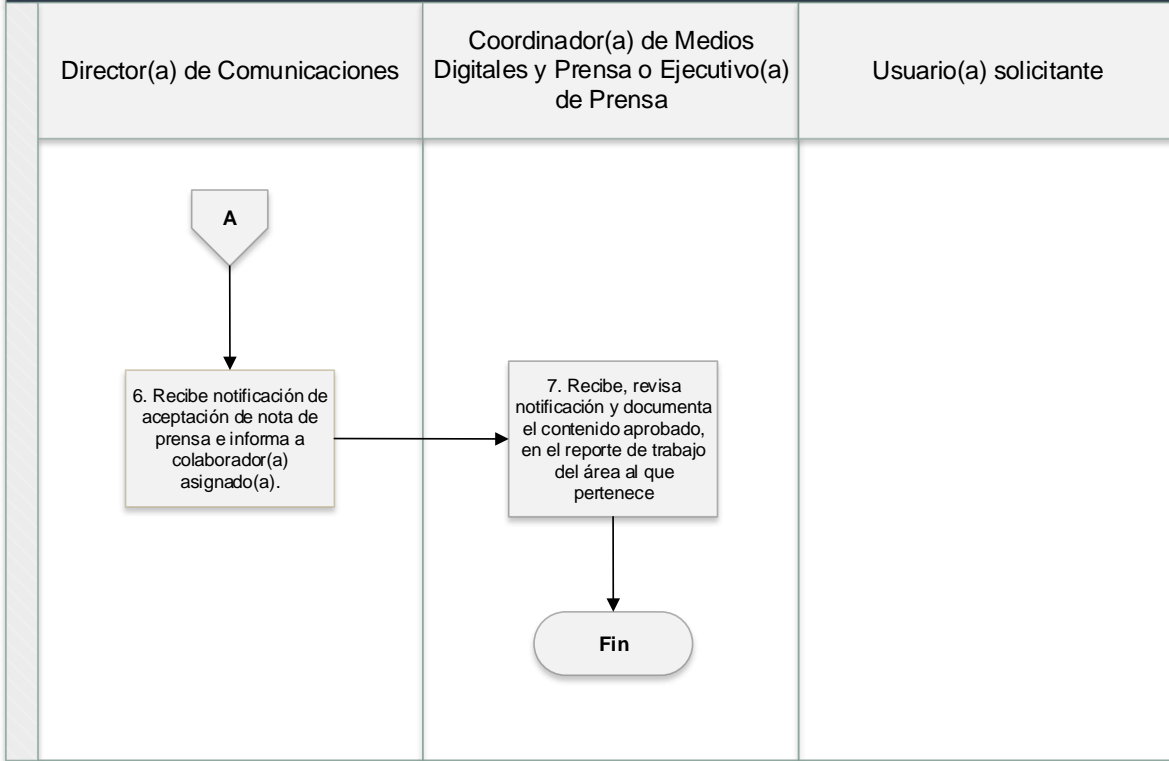 Director(a) de Comunicaciones
Coordinador(a) de Medios
Digitales y Prensa o Ejecutivo(a)
de Prensa
Usuario(a) solicitante
A
6. Recibe notificación de
aceptación de nota de
prensa e informa a
colaborador(a)
asignado(a).
7. Recibe, revisa
notificación y documenta
el contenido aprobado,
en el reporte de trabajo
del área al que
pertenece
Fin